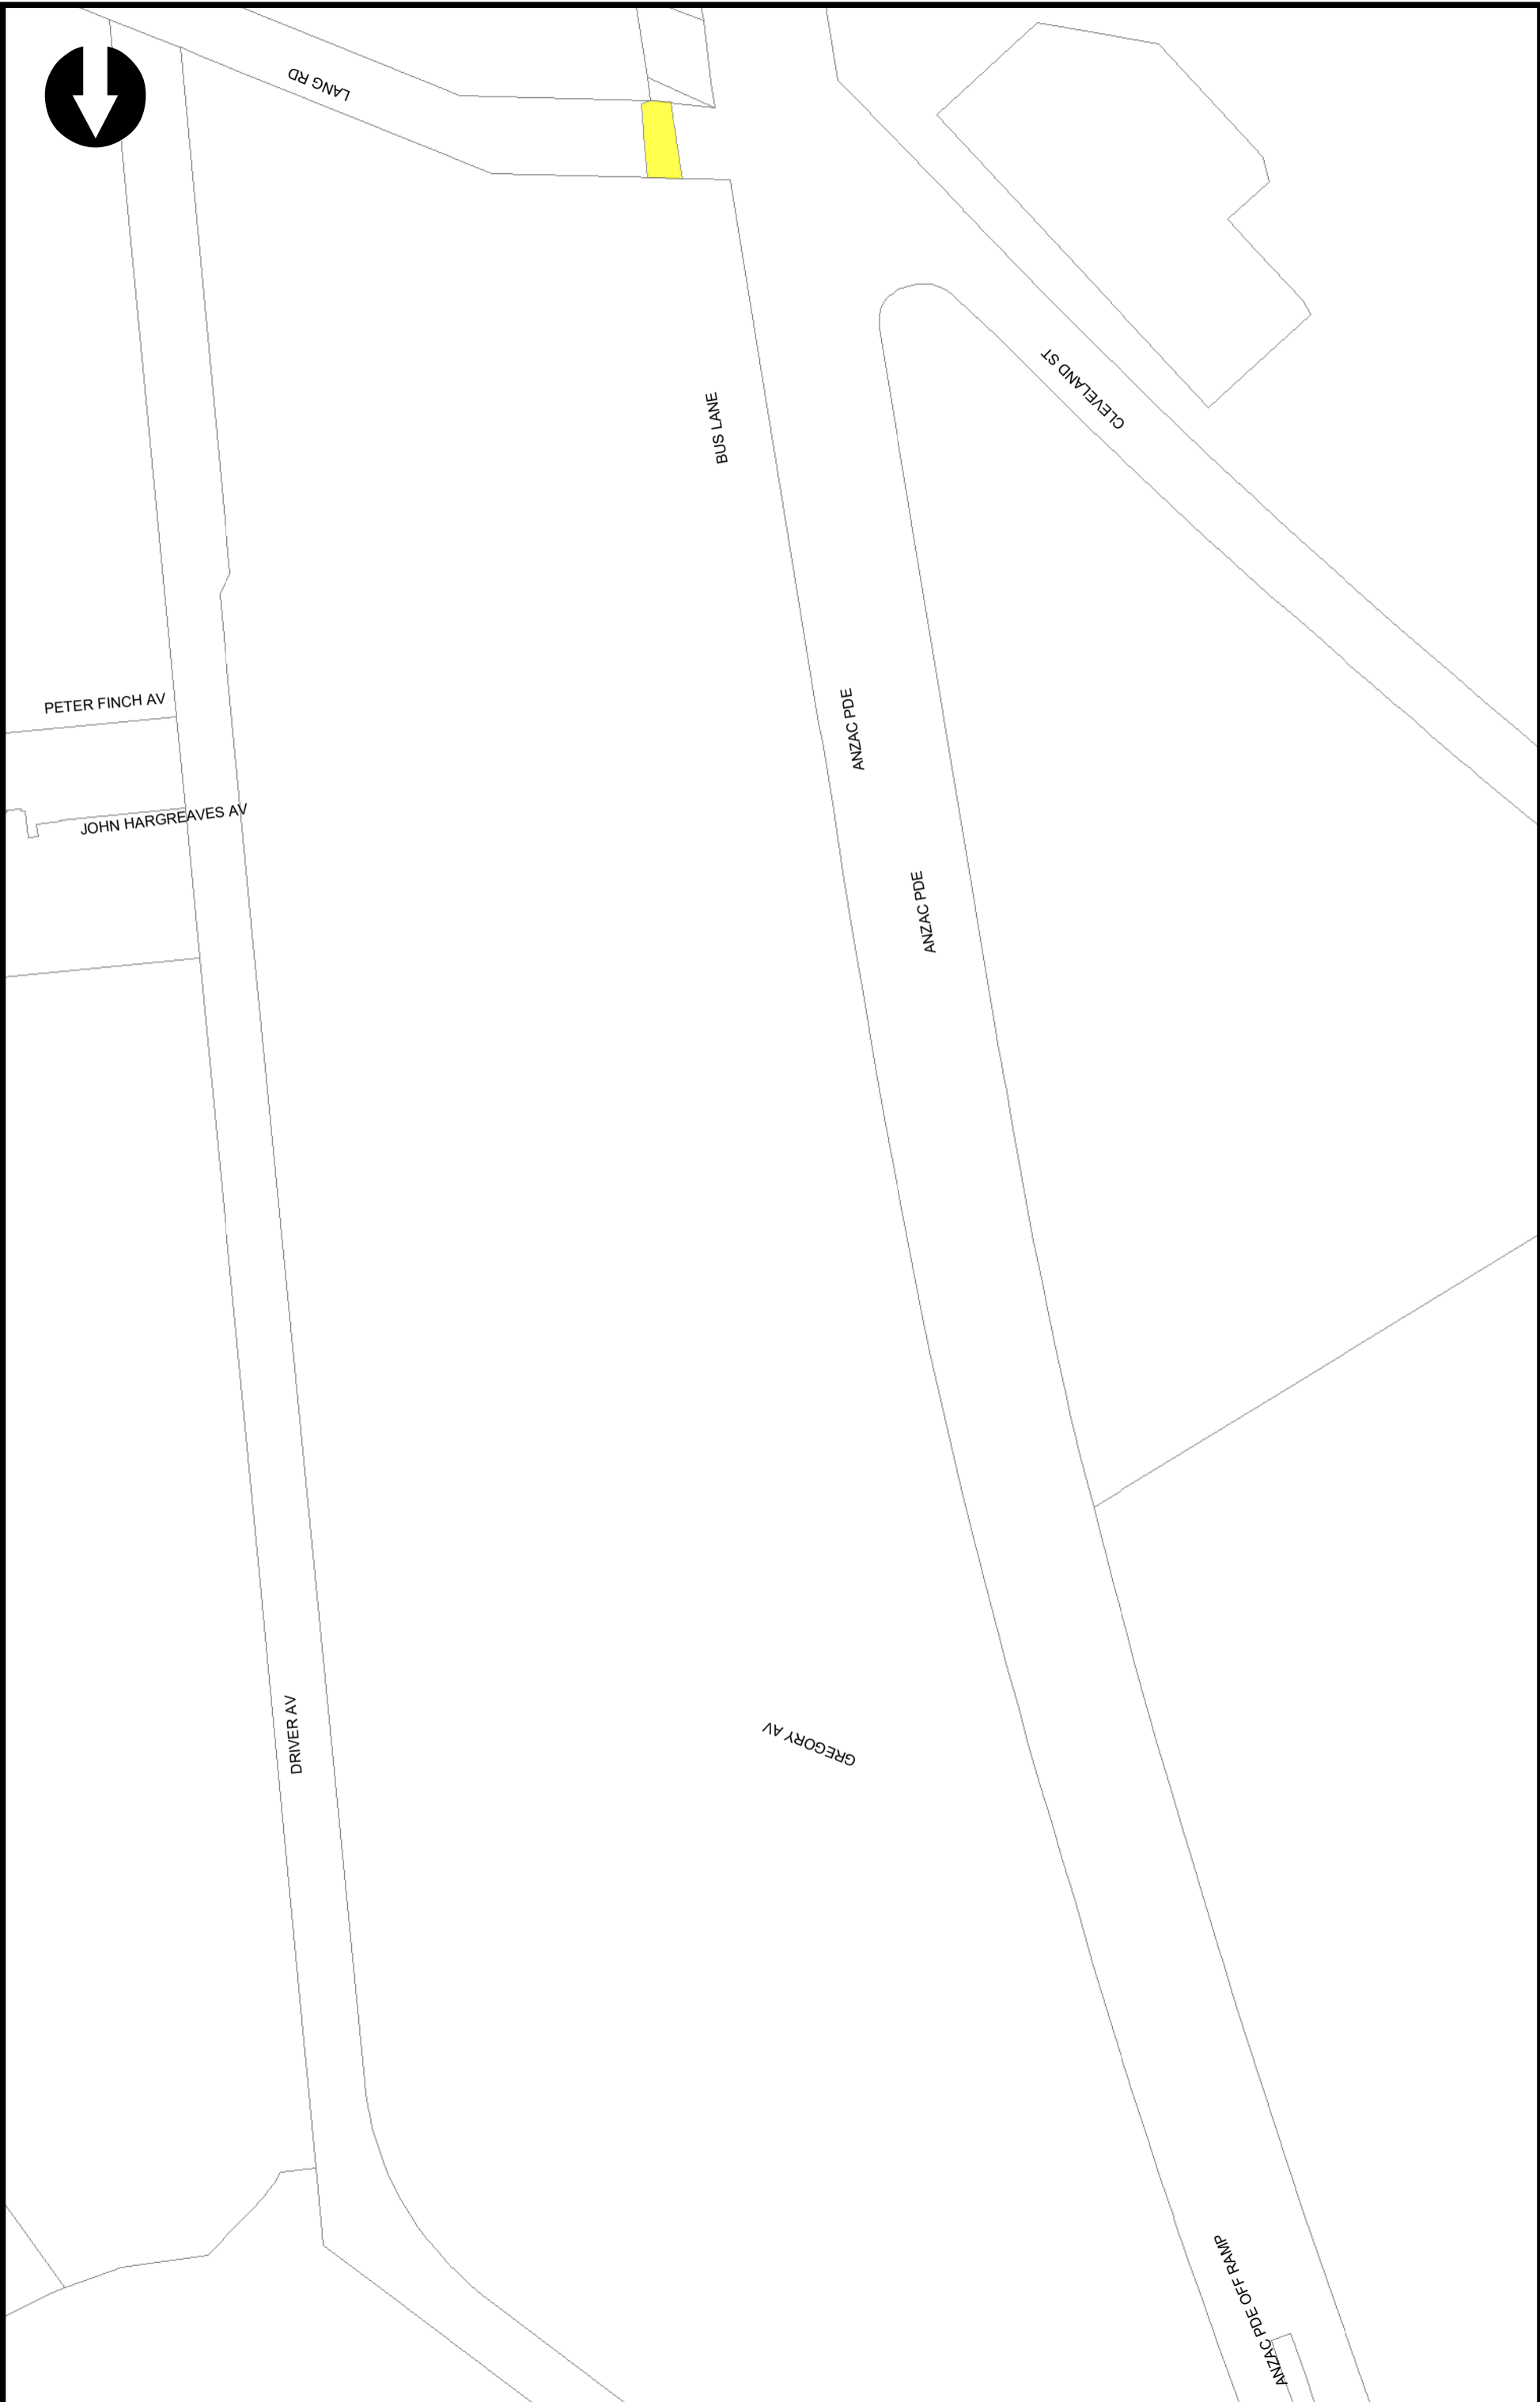 LANG RD
CLEVELAND ST
BUS LANE
PETER FINCH AV
ANZAC PDE
JOHN HARGREAVES AV
ANZAC PDE
DRIVER AV
GREGORY AV
ANZAC PDE OFF RAMP